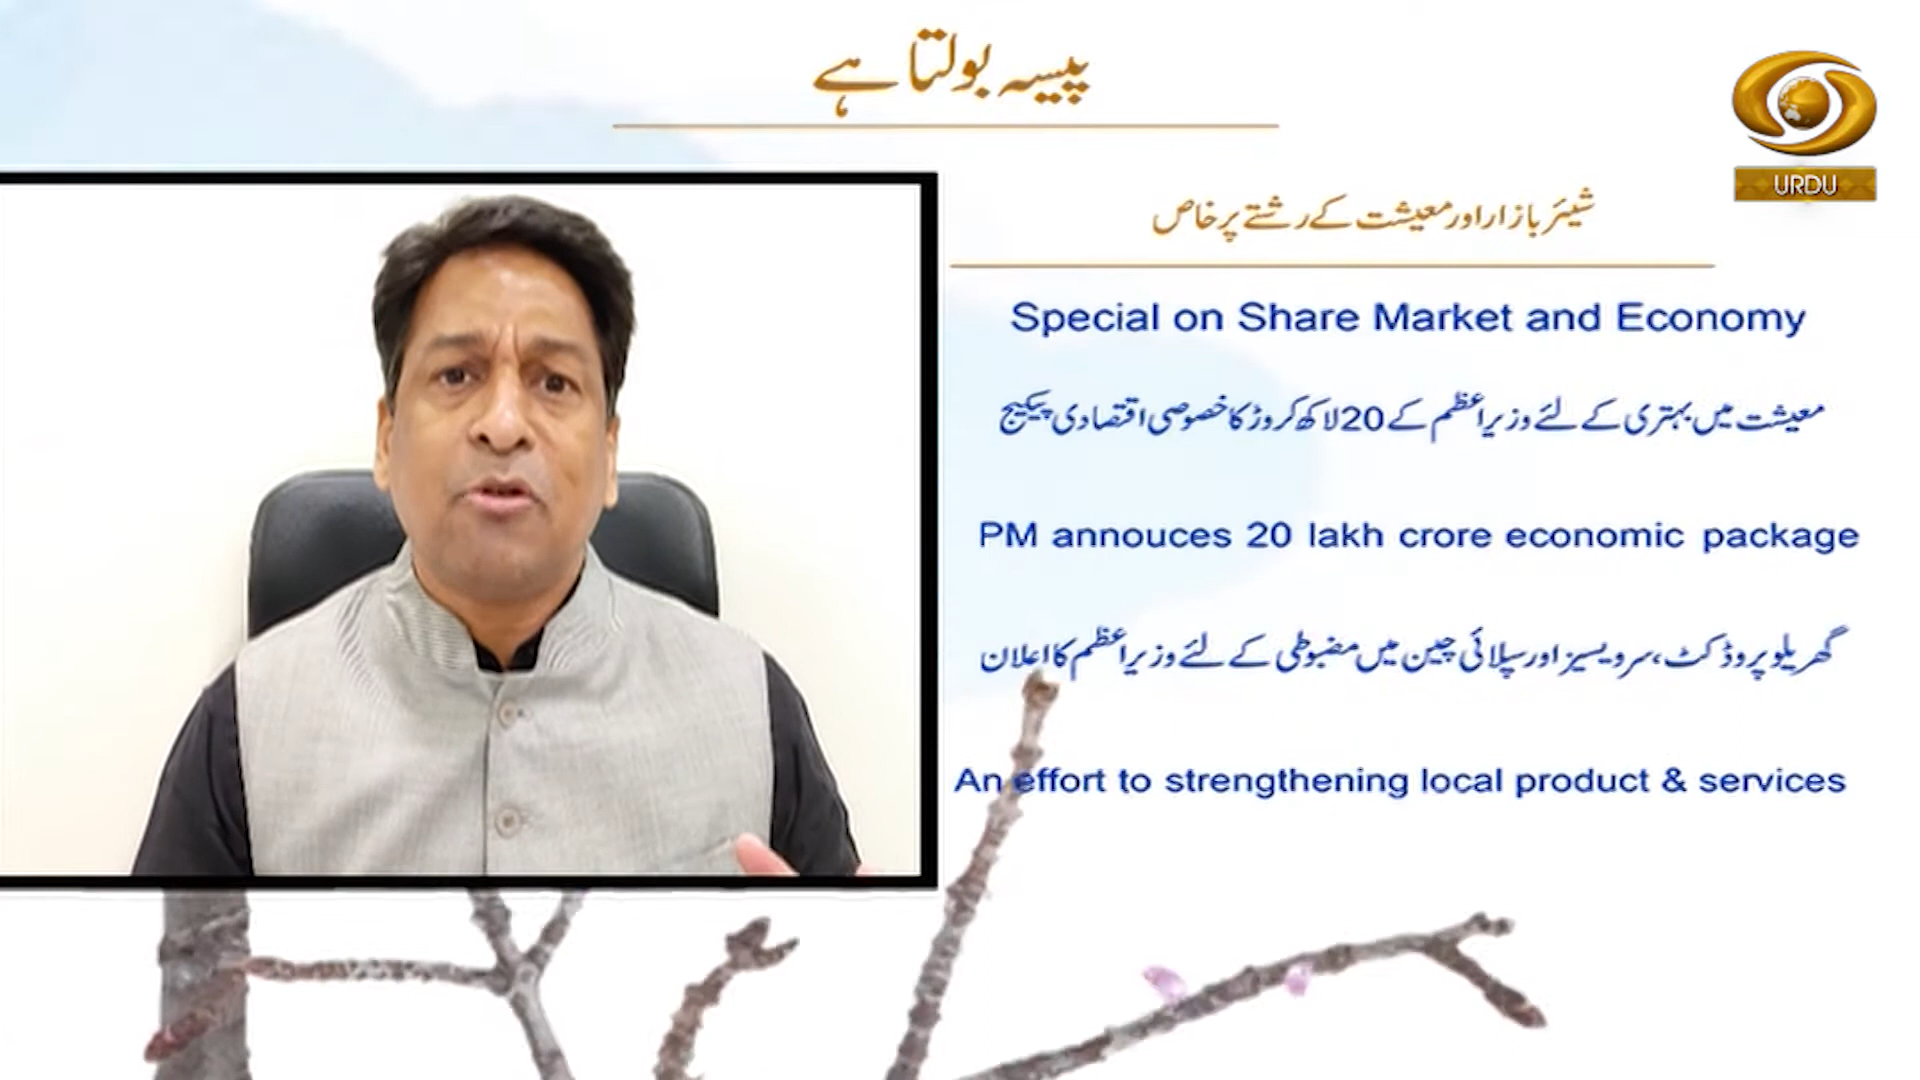 پیسہ بولتا ہے
URDU
شیئر بازار اور معیشت کے رشتے پر خاص
Special on Share Market and Economy
معیشت میں بہتری کے لئے وزیراعظم کے 20 لاکھ کروڑ کا خصوصی اقتصادی پیکیج
PM annouces 20 lakh crore economic package
گھریلو پروڈکٹ، سرویسیز اور سپلائی چین میں مضبوطی کے لئے وزیراعظم کا اعلان
An effort to strengthening local product & services